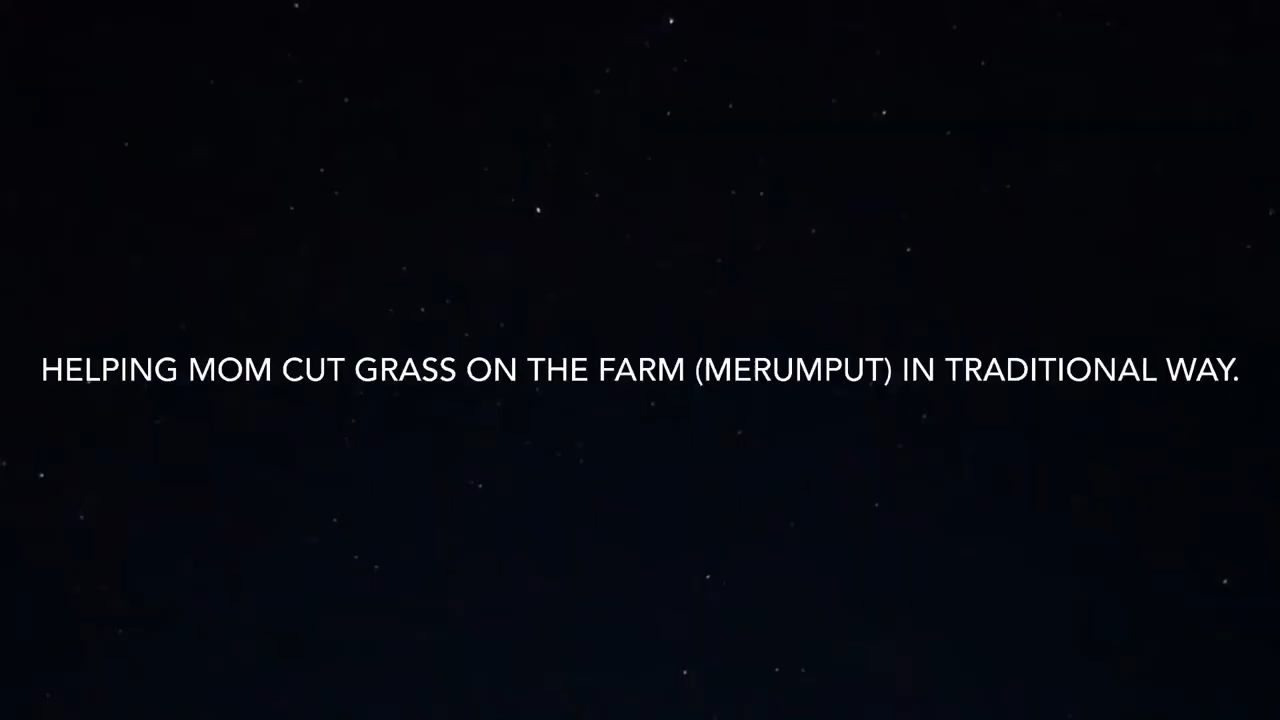 HELPING MOM CUT GRASS ON THE FARM (MERUMPUT) IN TRADITIONAL WAY.